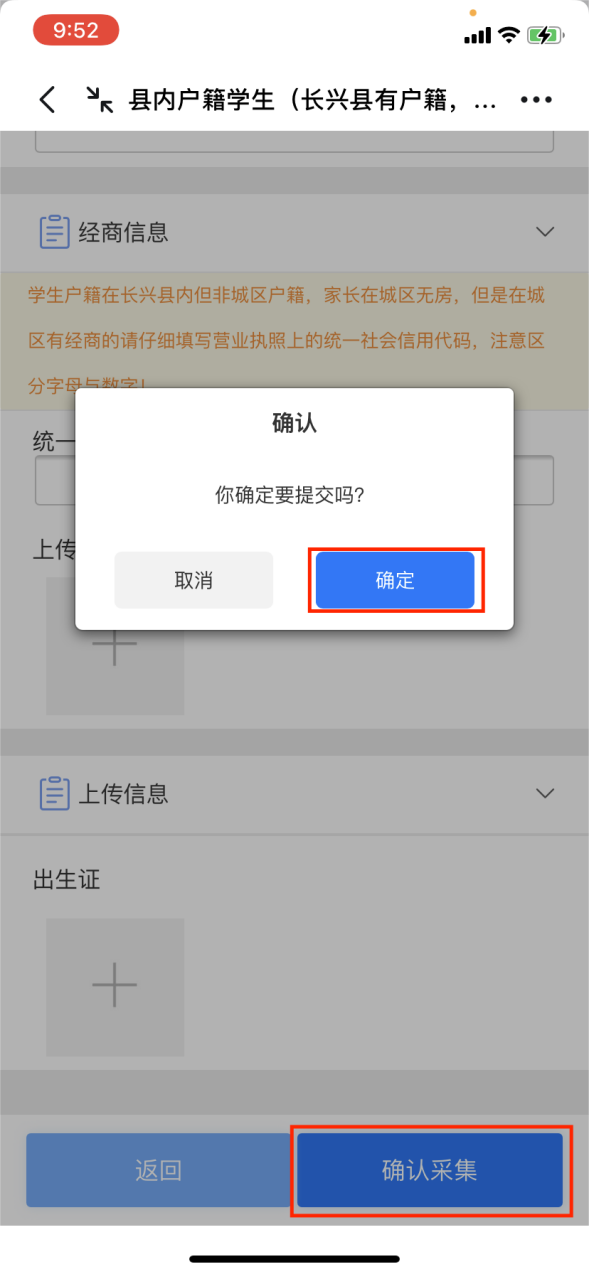 9:52
县内户籍学生（长兴县有户籍，...
经商信息
学生户籍在长兴县内但非城区户籍，家长在城区无房，但是在城
区有经商的请仔细填写营业执照上的统一社会信用代码，注意区
分字母与数字！
确认
统一
你确定要提交吗?
上传
取消
确定
上传信息
出生证
返回
确认采集